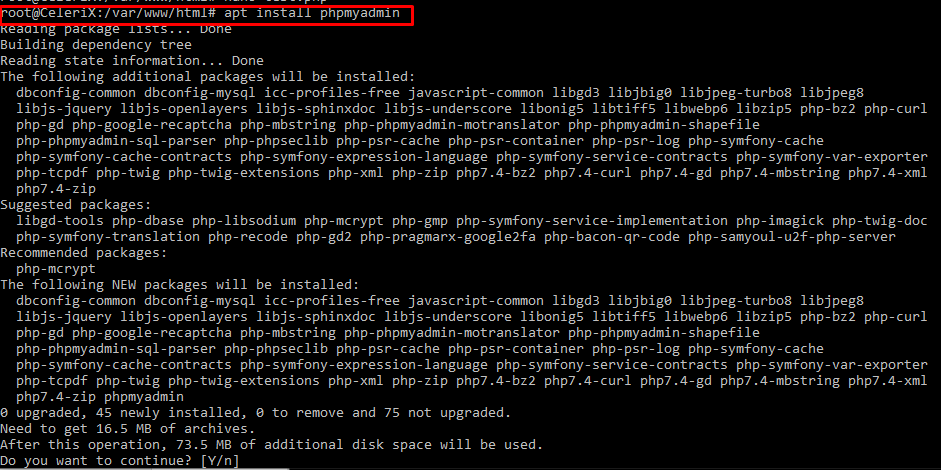 root@CeleriX:/var/www/html# apt install phpmyadmin
Reading package lists... Done
Building dependency tree
Reading state information... Done
The following additional packages will be installed:
dbconfig-common dbconfig-mysql icc-profiles-free javascript-common libgd3 libjbig0 libjpeg-turbo8 libjpeg8
libjs-jquery libjs-openlayers libjs-sphinxdoc libjs-underscore libonig5 libtiff5 libwebp6 libzip5 php-bz2 php-curl
php-gd php-google-recaptcha php-mbstring php-phpmyadmin-motranslator php-phpmyadmin-shapefile
php-phpmyadmin-sql-parser php-phpseclib php-psr-cache php-psr-container php-psr-log php-symfony-cache
php-symfony-cache-contracts php-symfony-expression-language php-symfony-service-contracts php-symfony-var-exporter
php-tcpdf php-twig php-twig-extensions php-xml php-zip php7.4-bz2 php7.4-curl php7.4-gd php7.4-mbstring php7.4-xml
php7.4-zip
Suggested packages:
libgd-tools php-dbase php-libsodium php-mcrypt php-gmp php-symfony-service-implementation php-imagick php-twig-doc
php-symfony-translation php-recode php-gd2 php-pragmarx-google2fa php-bacon-qr-code php-samyoul-u2f-php-server
Recommended packages:
php-mcrypt
The following NEW packages will be installed:
dbconfig-common dbconfig-mysql icc-profiles-free javascript-common libgd3 libjbig0 libjpeg-turbo8 libjpeg8
libjs-jquery libjs-openlayers libjs-sphinxdoc libjs-underscore libonig5 libtiff5 libwebp6 libzip5 php-bz2 php-curl
php-gd php-google-recaptcha php-mbstring php-phpmyadmin-motranslator php-phpmyadmin-shapefile
php-phpmyadmin-sql-parser php-phpseclib php-psr-cache php-psr-container php-psr-log php-symfony-cache
php-symfony-cache-contracts php-symfony-expression-language php-symfony-service-contracts php-symfony-var-exporter
php-tcpdf php-twig php-twig-extensions php-xml php-zip php7.4-bz2 php7.4-curl php7.4-gd php7.4-mbstring php7.4-xml
php7.4-zip phpmyadmin
0 upgraded, 45 newly installed, 0 to remove and 75 not upgraded.
Need to get 16.5 MB of archives.
After this operation, 73.5 MB of additional disk space will be used.
Do you want to continue? [Y/n]